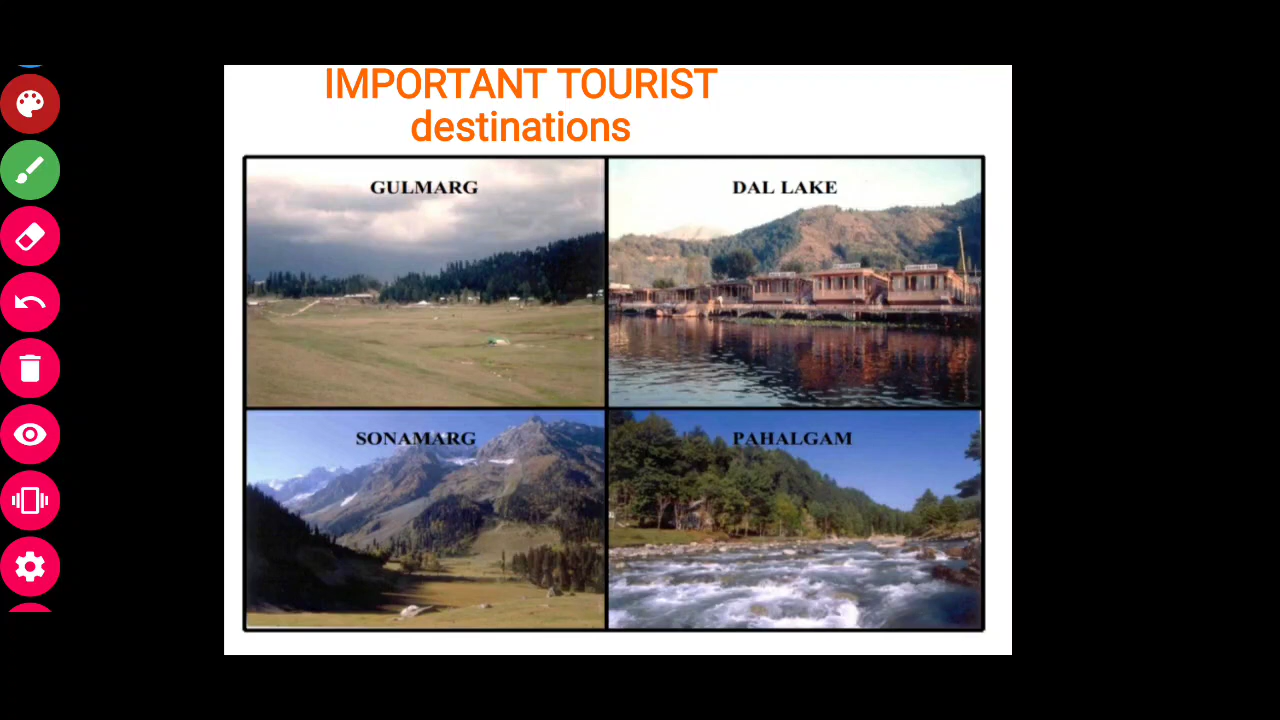 IMPORTANT TOURIST
destinations
GULMARG
DAL LAKE
SONAMARG
PAHALGAM